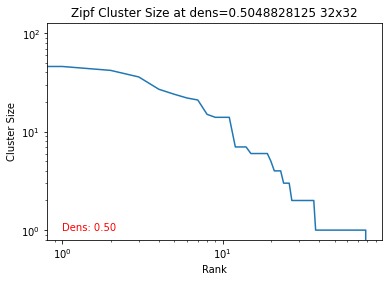 Zipf Cluster Size at dens=0.5048828125 32x32
Cluster Size
10²
10¹
10⁰
Dens: 0.50
10⁰ 10¹
Rank